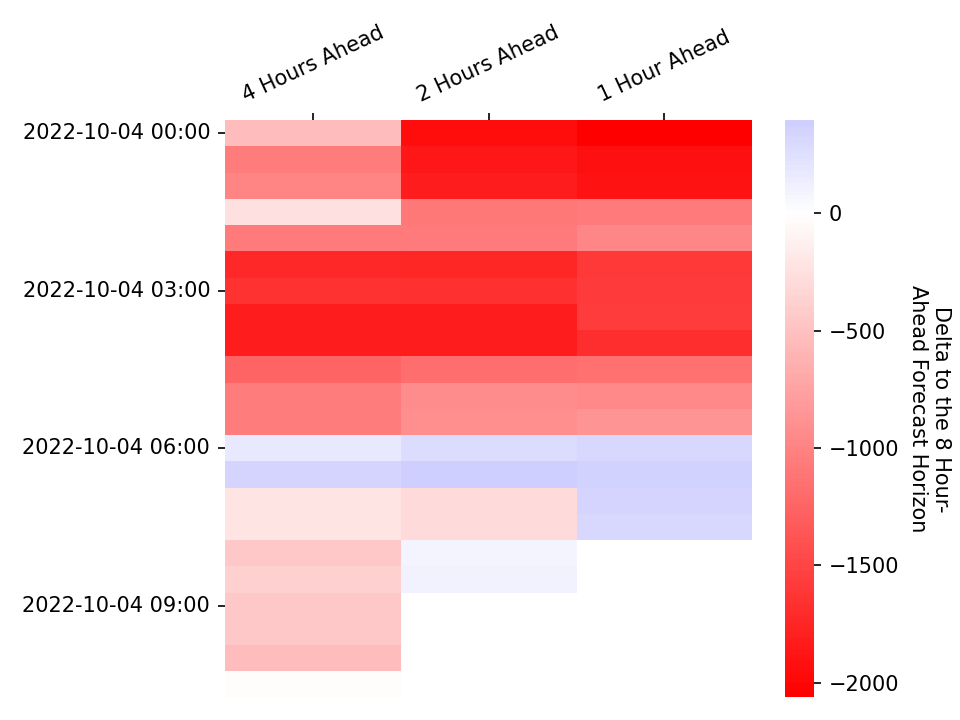 4 Hours Ahead
2 Hours Ahead
1 Hour Ahead
2022-10-04 00:00
2022-10-04 03:00
2022-10-04 06:00
2022-10-04 09:00
0
−500
−1000
−1500
−2000
Delta to the 8 Hour-
Ahead Forecast Horizon